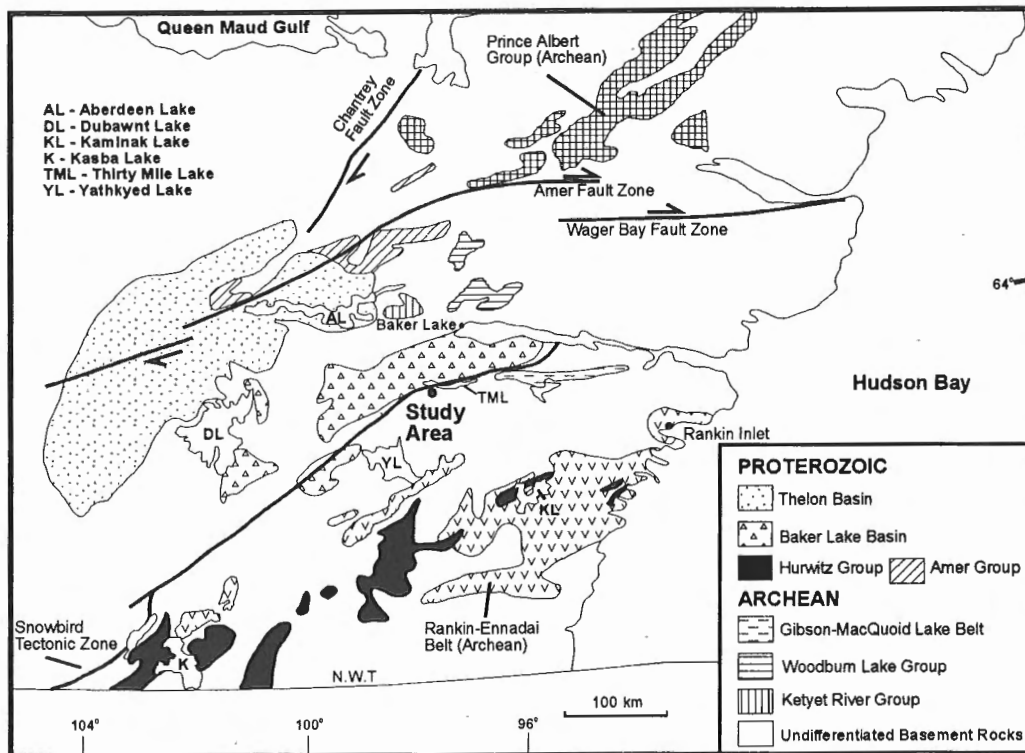 Queen Maud Gulf
Prince Albert
Group (Archean)
AL - Aberdeen Lake
DL - Dubawnt Lake
KL - Kaminak Lake
K - Kasba Lake
TML - Thirty Mile Lake
YL - Yathkyed Lake
Chantrey
Fault Zone
Amer Fault Zone
Wager Bay Fault Zone
64°
AL
Baker Lake
TML
Hudson Bay
Study
Area
DL
YL
Rankin Inlet
KL
Snowbird
Tectonic Zone
K
Rankin-Ennadai
Belt (Archean)
N.W.T
104°
100°
96°
100 km
PROTEROZOIC
Thelon Basin
Baker Lake Basin
Hurwitz Group
Amer Group
ARCHEAN
Gibson-MacQuoid Lake Belt
Woodburn Lake Group
Ketyet River Group
Undifferentiated Basement Rocks